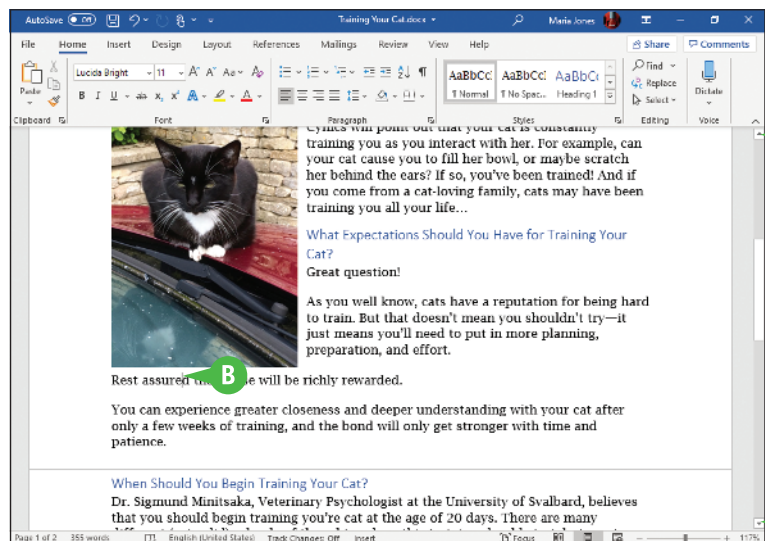 AutoSave Off
Training Your Cat.docx
Maria Jones
File Home Insert Design Layout References Mailings Review View Help
Share Comments
Paste
Lucida Bright 11
AaBbCc AaBbCc AaBbCc
¶ Normal ¶ No Spac... Heading 1
Find
Replace
Select
Dictate
Clipboard Font Paragraph Styles Editing Voice
Cynics will point out that your cat is constantly
training you as you interact with her. For example, can
your cat cause you to fill her bowl, or maybe scratch
her behind the ears? If so, you've been trained! And if
you come from a cat-loving family, cats may have been
training you all your life…
What Expectations Should You Have for Training Your
Cat?
Great question!
As you well know, cats have a reputation for being hard
to train. But that doesn't mean you shouldn't try—it
just means you'll need to put in more planning,
preparation, and effort.
Rest assured B will be richly rewarded.
You can experience greater closeness and deeper understanding with your cat after
only a few weeks of training, and the bond will only get stronger with time and
patience.
When Should You Begin Training Your Cat?
Dr. Sigmund Minitsaka, Veterinary Psychologist at the University of Svalbard, believes
that you should begin training you're cat at the age of 20 days. There are many
Page 1 of 2 355 words English (United States) Track Changes: Off Insert Focus 117%